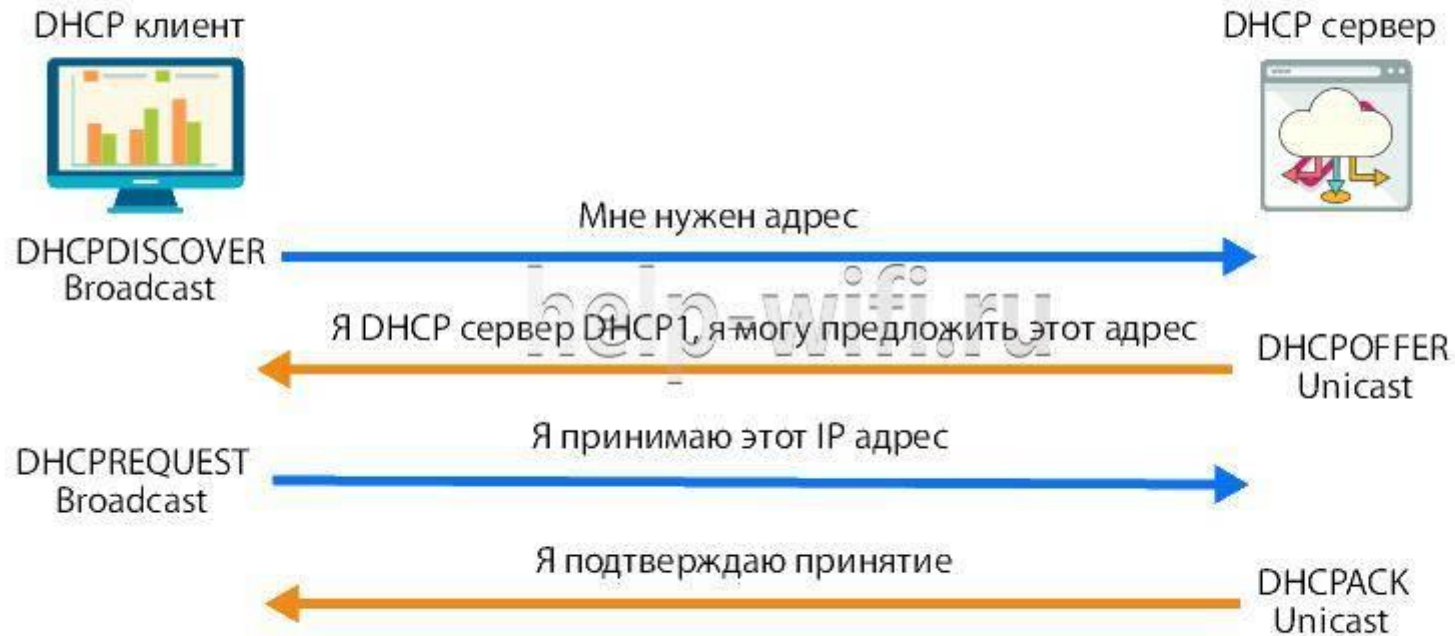 DHCP клиент
DHCP сервер
www
Мне нужен адрес
DHCPDISCOVER
Broadcast
help-wifi.ru
Я DHCP сервер DHCP1, я могу предложить этот адрес
DHCPOFFER
Unicast
Я принимаю этот IP адрес
DHCPREQUEST
Broadcast
Я подтверждаю принятие
DHCPACK
Unicast